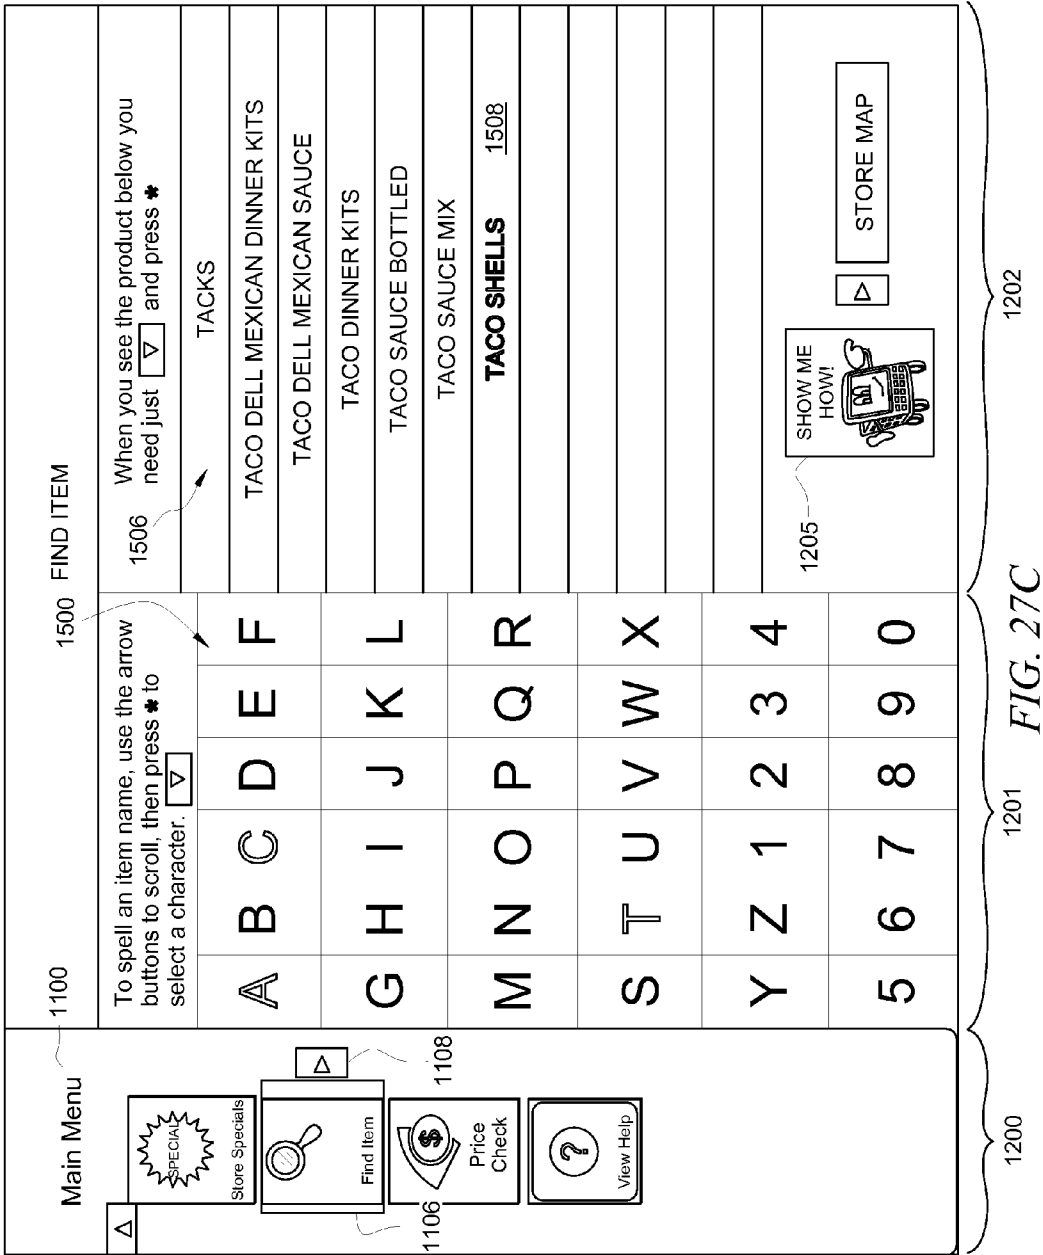 1100
1500
FIND ITEM
Main Menu
SPECIAL
Store Specials
Find Item
1108
1106
$
Price
Check
?
View Help
To spell an item name, use the arrow
buttons to scroll, then press ✱ to
select a character. ▽
A B C D E F
G H I J K L
M N O P Q R
S T U V W X
Y Z 1 2 3 4
5 6 7 8 9 0
When you see the product below you
need just ▽ and press ✱
1506
TACKS
TACO DELL MEXICAN DINNER KITS
TACO DELL MEXICAN SAUCE
TACO DINNER KITS
TACO SAUCE BOTTLED
TACO SAUCE MIX
TACO SHELLS 1508
1205
SHOW ME
HOW!
STORE MAP
1200
1201
1202
FIG. 27C